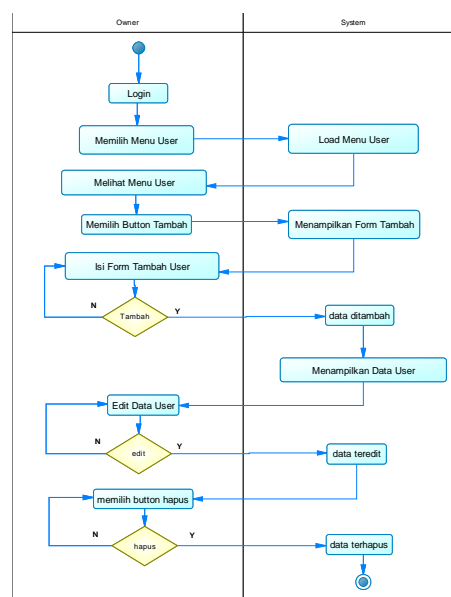 Owner
System
Login
Memilih Menu User
Load Menu User
Melihat Menu User
Memilih Button Tambah
Menampilkan Form Tambah
Isi Form Tambah User
N
Tambah
Y
data ditambah
Menampilkan Data User
Edit Data User
N
edit
Y
data teredit
memilih button hapus
N
hapus
Y
data terhapus